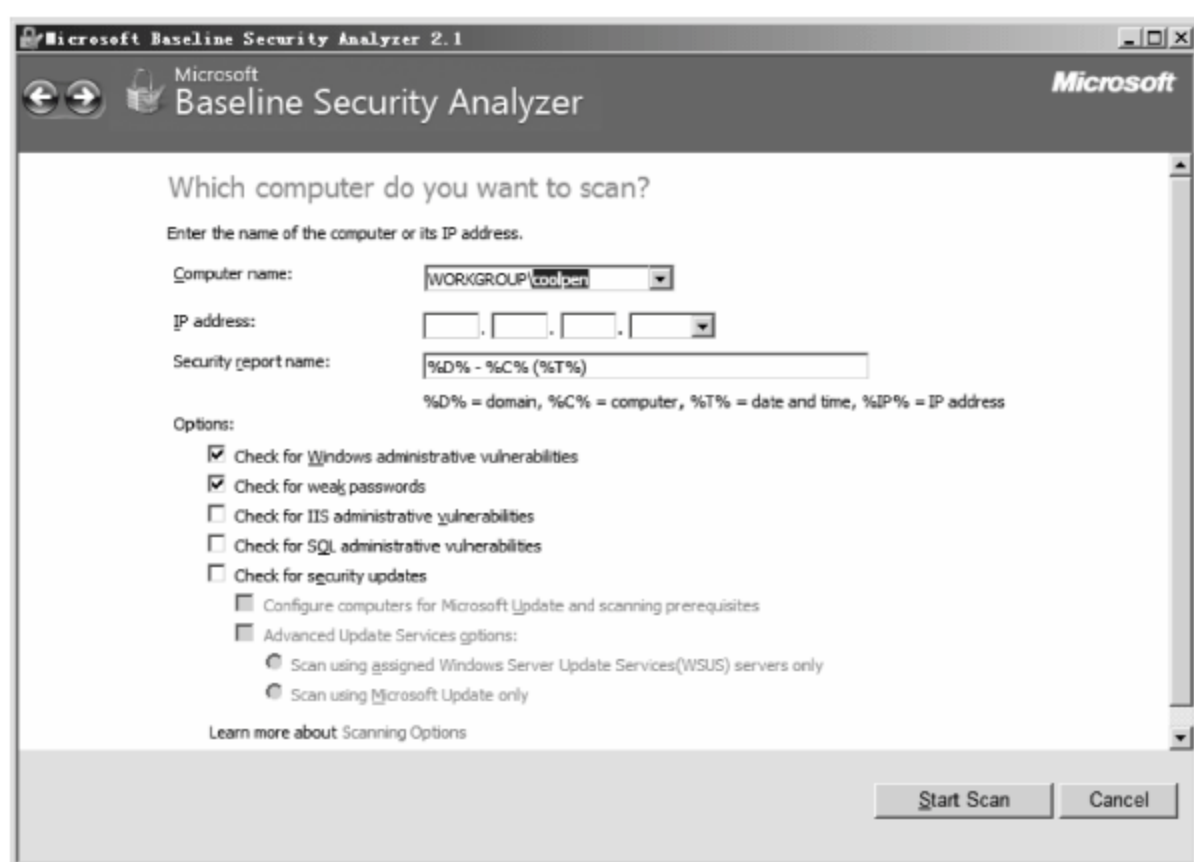 Microsoft Baseline Security Analyzer 2.1
Microsoft
Baseline Security Analyzer
Microsoft
Which computer do you want to scan?
Enter the name of the computer or its IP address.
Computer name: WORKGROUP\coolpen
IP address: . . .
Security report name: %D% - %C% (%T%)
%D% = domain, %C% = computer, %T% = date and time, %IP% = IP address
Options:
Check for Windows administrative vulnerabilities
Check for weak passwords
Check for IIS administrative vulnerabilities
Check for SQL administrative vulnerabilities
Check for security updates
Configure computers for Microsoft Update and scanning prerequisites
Advanced Update Services options:
Scan using assigned Windows Server Update Services(WSUS) servers only
Scan using Microsoft Update only
Learn more about Scanning Options
Start Scan Cancel